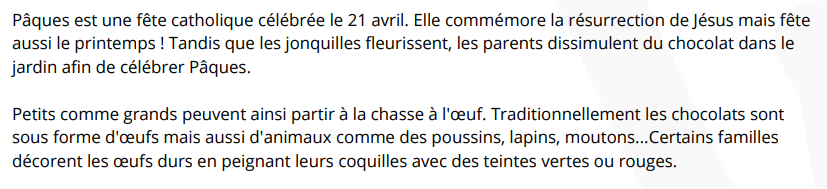 Pâques est une fête catholique célébrée le 21 avril. Elle commémore la résurrection de Jésus mais fête
aussi le printemps ! Tandis que les jonquilles fleurissent, les parents dissimulent du chocolat dans le
jardin afin de célébrer Pâques.
Petits comme grands peuvent ainsi partir à la chasse à l'œuf. Traditionnellement les chocolats sont
sous forme d'œufs mais aussi d'animaux comme des poussins, lapins, moutons...Certains familles
décorent les œufs durs en peignant leurs coquilles avec des teintes vertes ou rouges.